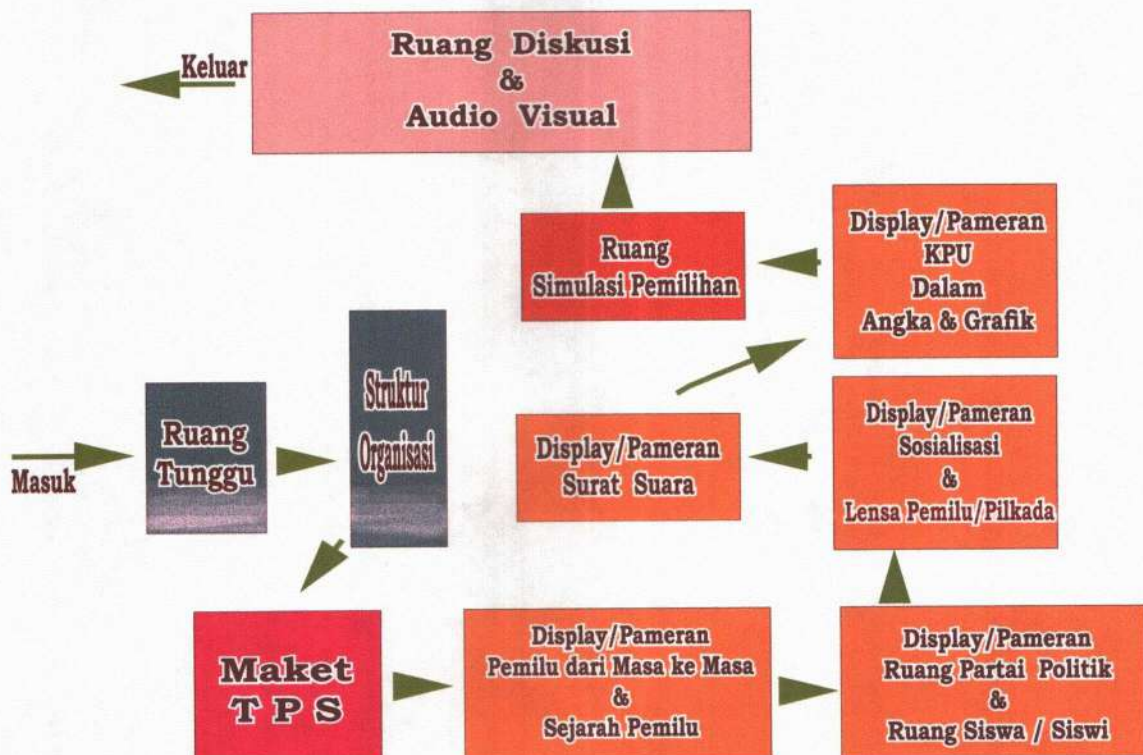 Ruang Diskusi
&
Audio Visual
Keluar
Ruang
Simulasi Pemilihan
Display/Pameran
KPU
Dalam
Angka & Grafik
Masuk
Ruang
Tunggu
Struktur
Organisasi
Display/Pameran
Surat Suara
Display/Pameran
Sosialisasi
&
Lensa Pemilu/Pilkada
Maket
T P S
Display/Pameran
Pemilu dari Masa ke Masa
&
Sejarah Pemilu
Display/Pameran
Ruang Partai Politik
&
Ruang Siswa / Siswi